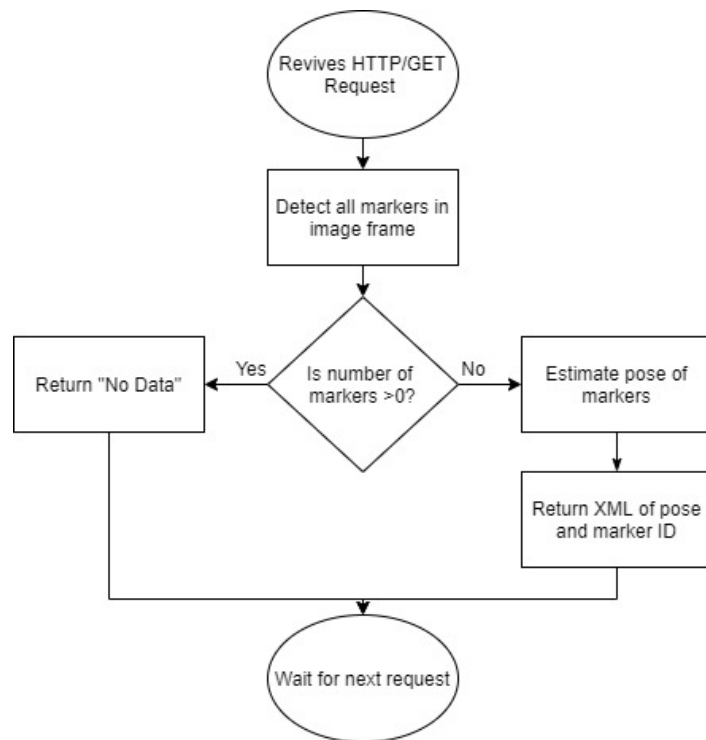 Revives HTTP/GET
Request
Detect all markers in
image frame
Yes
No
Return "No Data"
Is number of
markers >0?
Estimate pose of
markers
Return XML of pose
and marker ID
Wait for next request